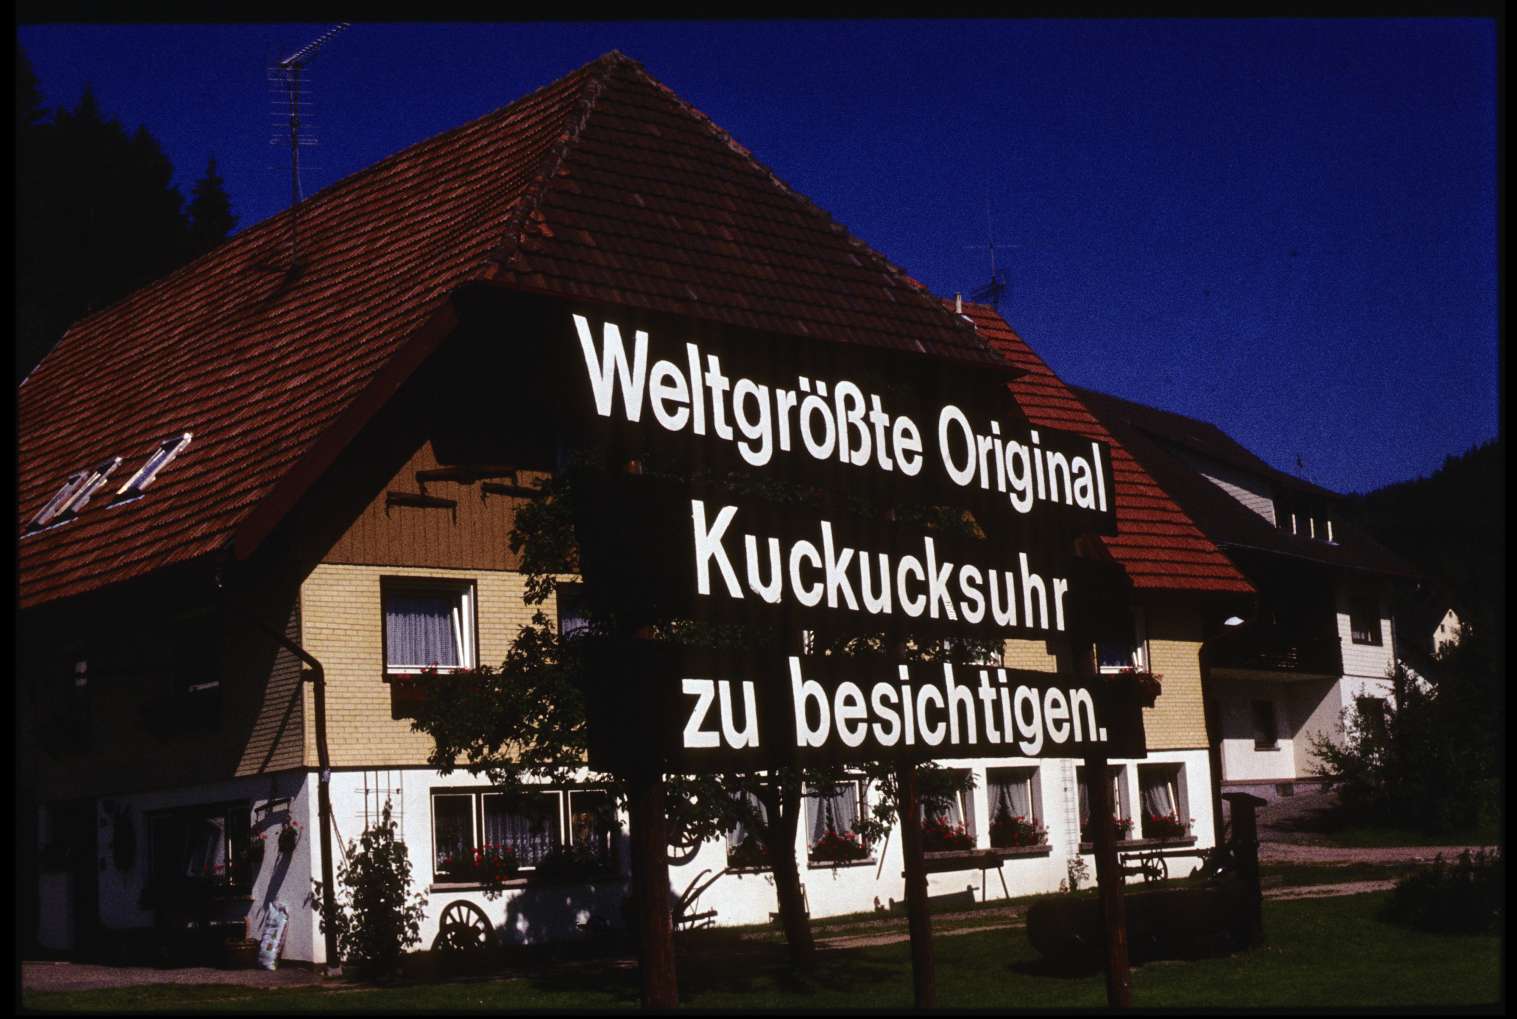 Weltgrößte Original
Kuckucksuhr
zu besichtigen.